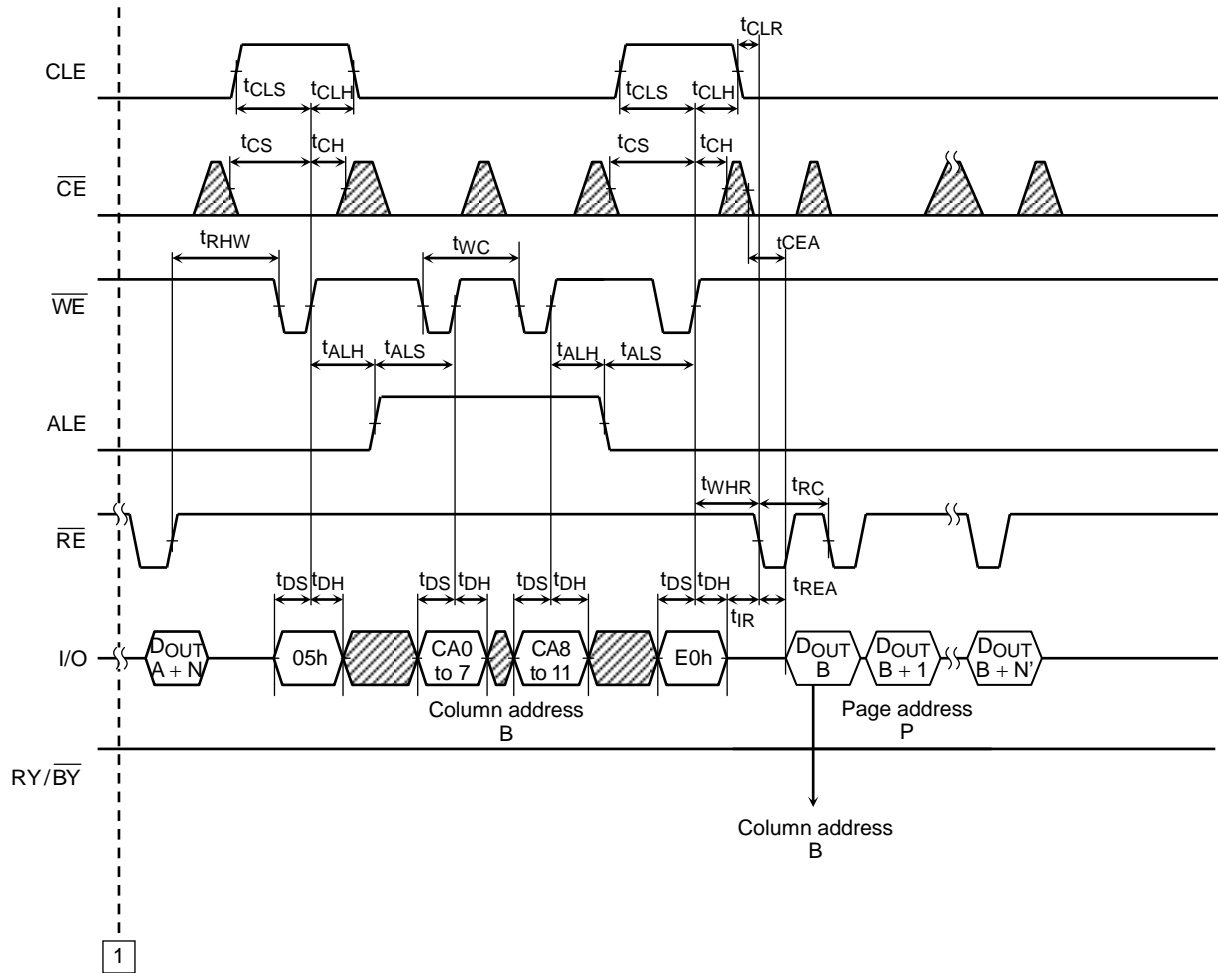 tCLR
CLE
tCLS tCLH tCLS tCLH
tCS tCH tCS tCH
CE
tRHW tWC tCEA
WE
tALH tALS tALH tALS
ALE
tWHR tRC
RE
tDS tDH tDS tDH tDS tDH tDS tDH tREA
tIR
I/O
DOUT
A + N
05h
CA0
to 7
CA8
to 11
E0h
DOUT
B
DOUT
B + 1
DOUT
B + N’
Column address
B
Page address
P
RY/BY
Column address
B
1